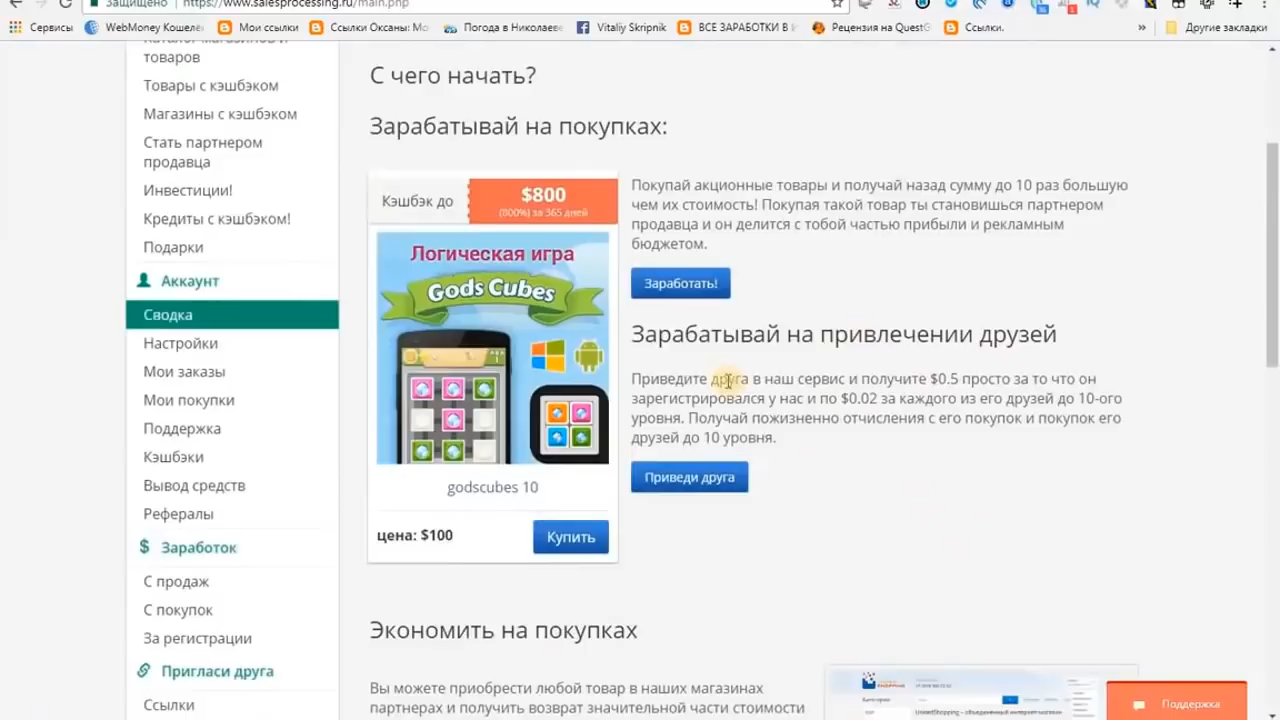 Защищено https://www.salesprocessing.ru/main.php
Сервисы WebMoney Кошеле Мои ссылки Ссылки Оксаны: Мо Погода в Николаеве Vitaliy Skripnik ВСЕ ЗАРАБОТКИ В И Рецензия на Quest Ссылки. » Другие закладки
Каталог магазинов и
товаров
Товары с кэшбэком
Магазины с кэшбэком
Стать партнером
продавца
Инвестиции!
Кредиты с кэшбэком!
Подарки
Аккаунт
Сводка
Настройки
Мои заказы
Мои покупки
Поддержка
Кэшбэки
Вывод средств
Рефералы
$ Заработок
С продаж
С покупок
За регистрации
Пригласи друга
Ссылки
С чего начать?
Зарабатывай на покупках:
Кэшбэк до
$800
(800%) за 365 дней
Логическая игра
Gods Cubes
godscubes 10
цена: $100
Купить
Покупай акционные товары и получай назад сумму до 10 раз большую
чем их стоимость! Покупая такой товар ты становишься партнером
продавца и он делится с тобой частью прибыли и рекламным
бюджетом.
Заработать!
Зарабатывай на привлечении друзей
Приведите друга в наш сервис и получите $0.5 просто за то что он
зарегистрировался у нас и по $0.02 за каждого из его друзей до 10-ого
уровня. Получай пожизненно отчисления с его покупок и покупок его
друзей до 10 уровня.
Приведи друга
Экономить на покупках
Вы можете приобрести любой товар в наших магазинах
партнерах и получить возврат значительной части стоимости
UnitedShopping – объединённый интернет-магазин
Поддержка